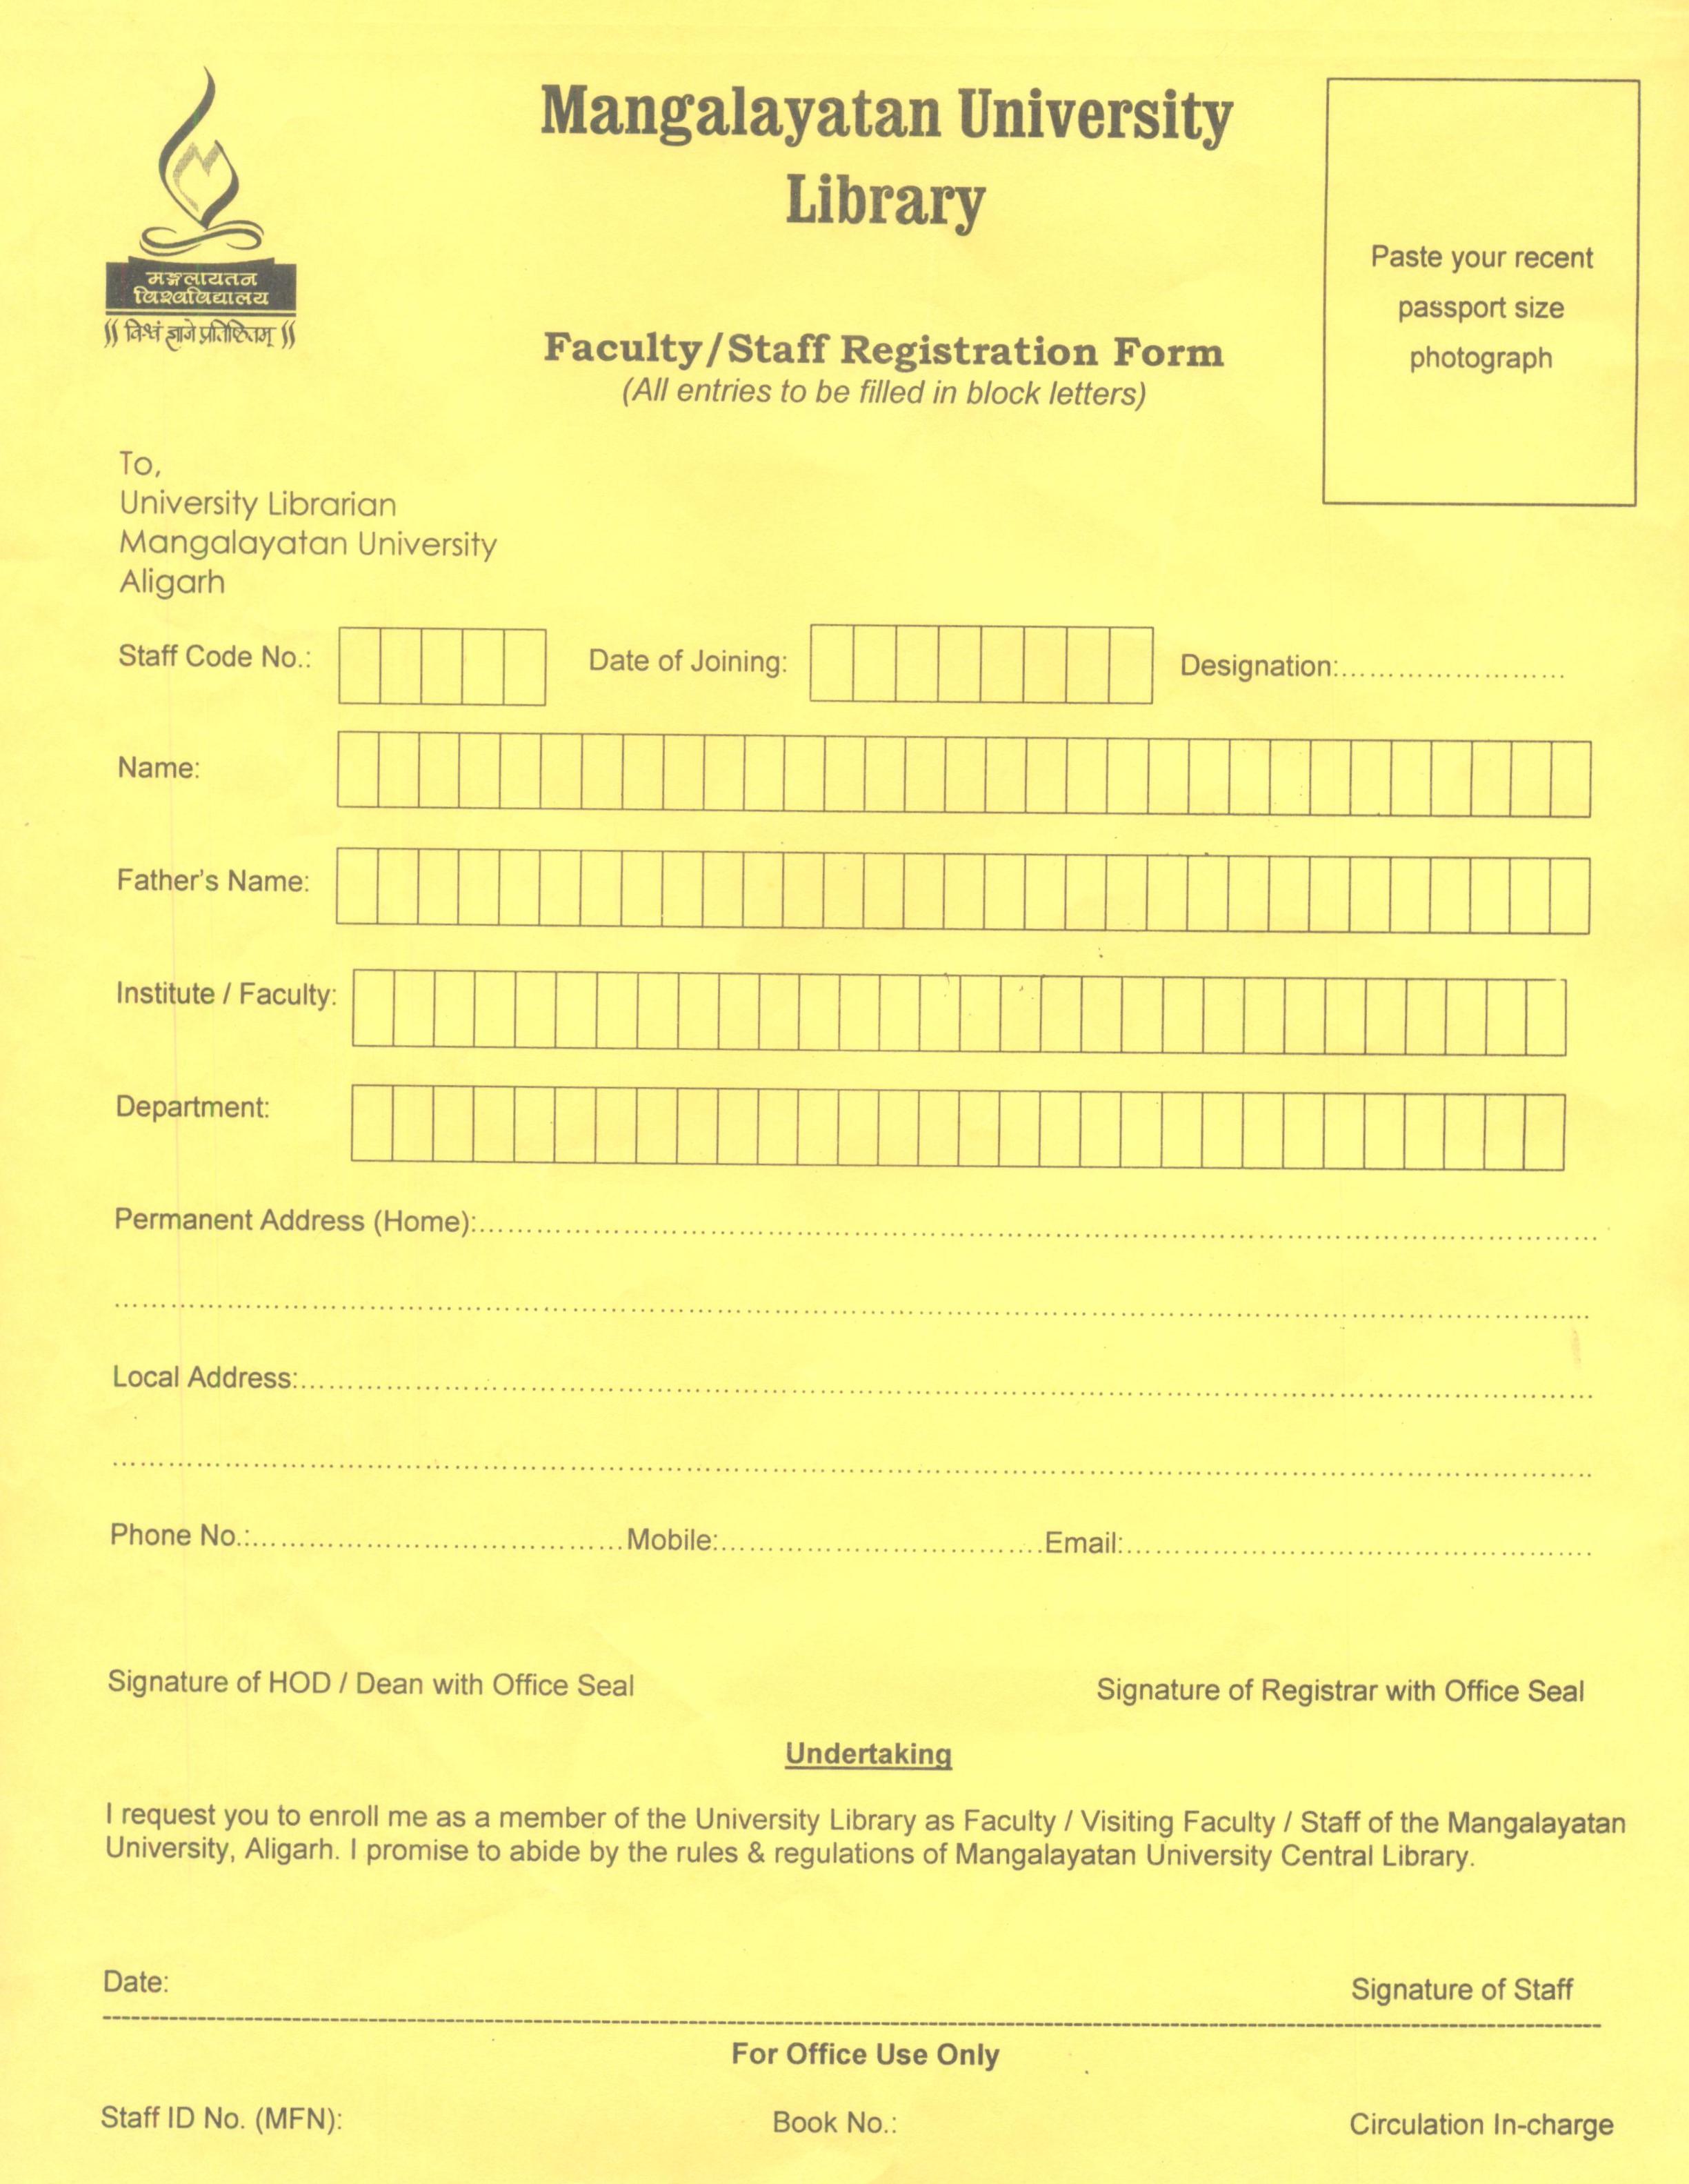 Mangalayatan University
Library
मङ्गलायतन
विश्वविद्यालय
\\ विश्वं ज्ञाने प्रतिष्ठितम् \\
Paste your recent
passport size
photograph
Faculty/Staff Registration Form
(All entries to be filled in block letters)
To,
University Librarian
Mangalayatan University
Aligarh
Staff Code No.: Date of Joining: Designation:........................
Name:
Father's Name:
Institute / Faculty:
Department:
Permanent Address (Home):................................................................................
................................................................................
Local Address:................................................................................
................................................................................
Phone No.:........................................Mobile:..................................Email:..................................................
Signature of HOD / Dean with Office Seal Signature of Registrar with Office Seal
Undertaking
I request you to enroll me as a member of the University Library as Faculty / Visiting Faculty / Staff of the Mangalayatan
University, Aligarh. I promise to abide by the rules & regulations of Mangalayatan University Central Library.
Date: Signature of Staff
--------------------------------------------------------------------------------
For Office Use Only
Staff ID No. (MFN): Book No.: Circulation In-charge